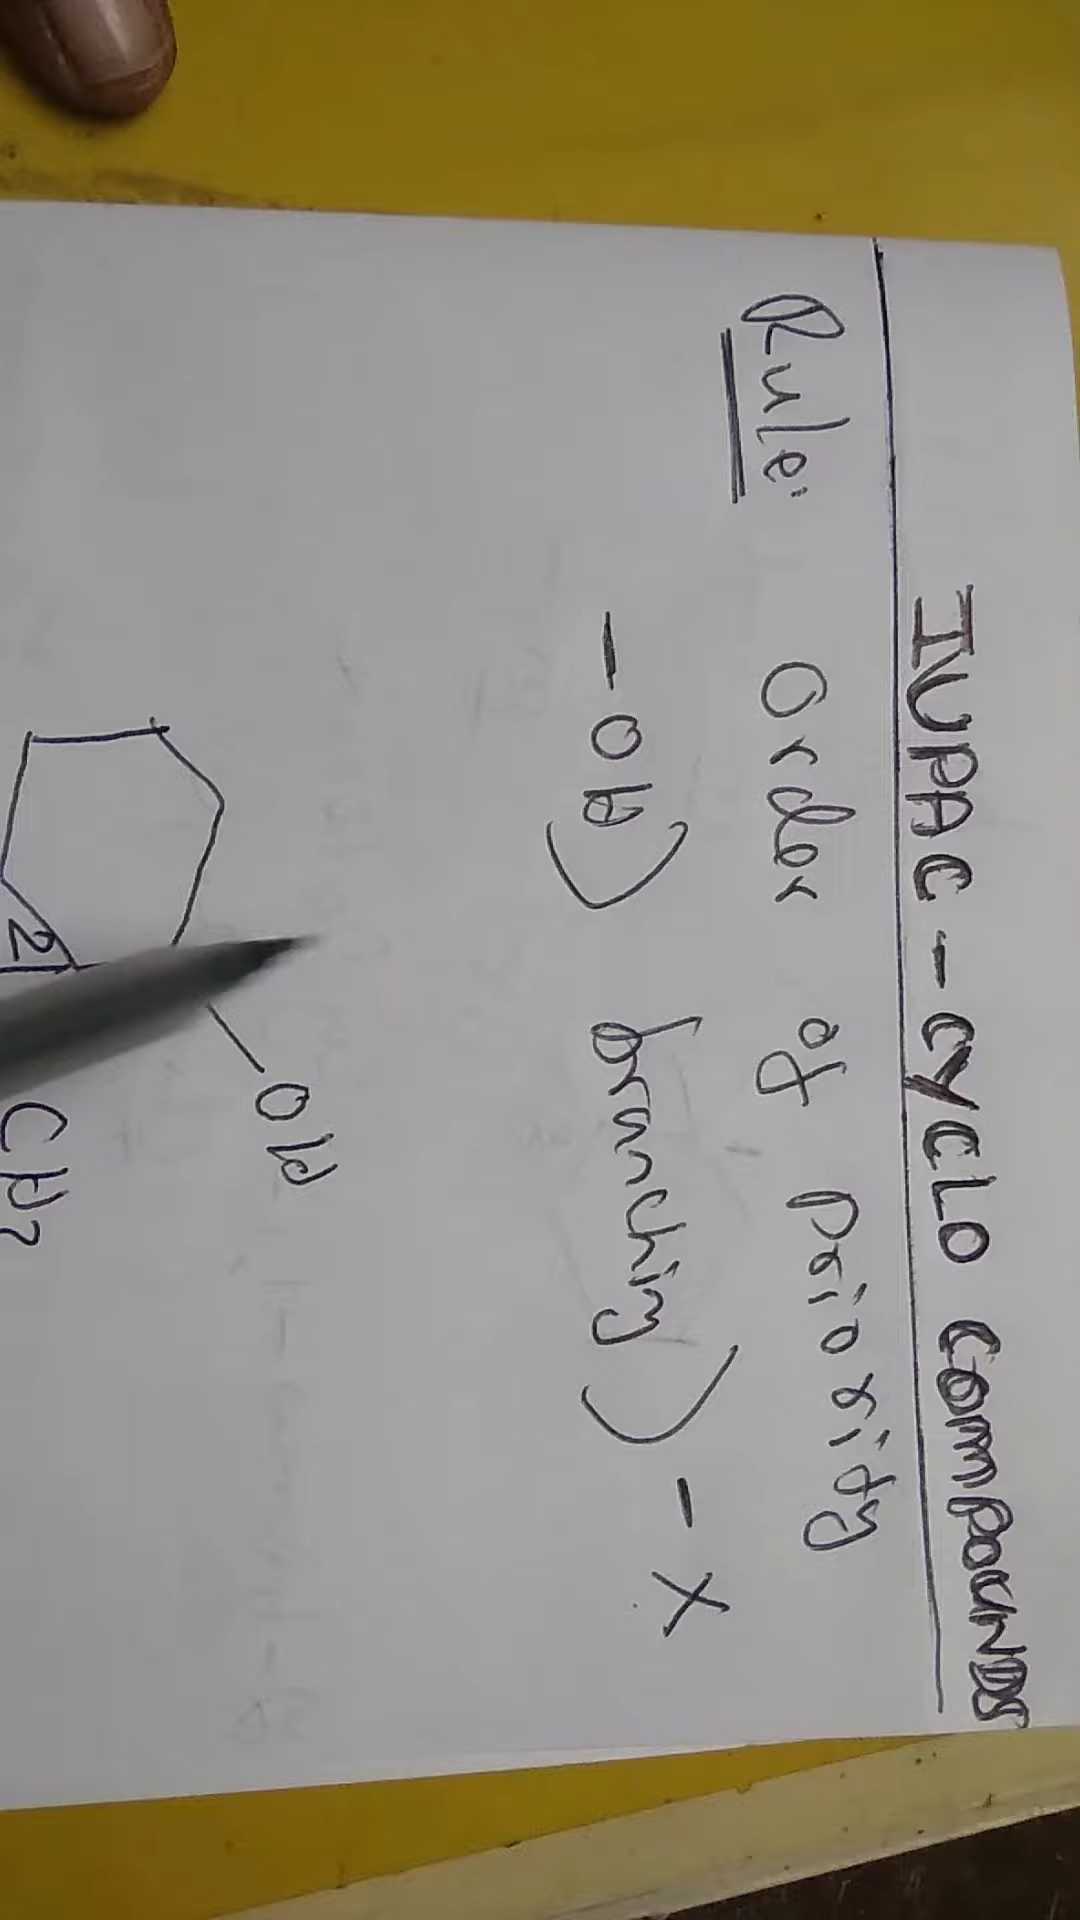 IUPAC - CYCLO COMPOUNDS
Rule: Order of Priority
- OH > branching > - X
OH
2
CH3